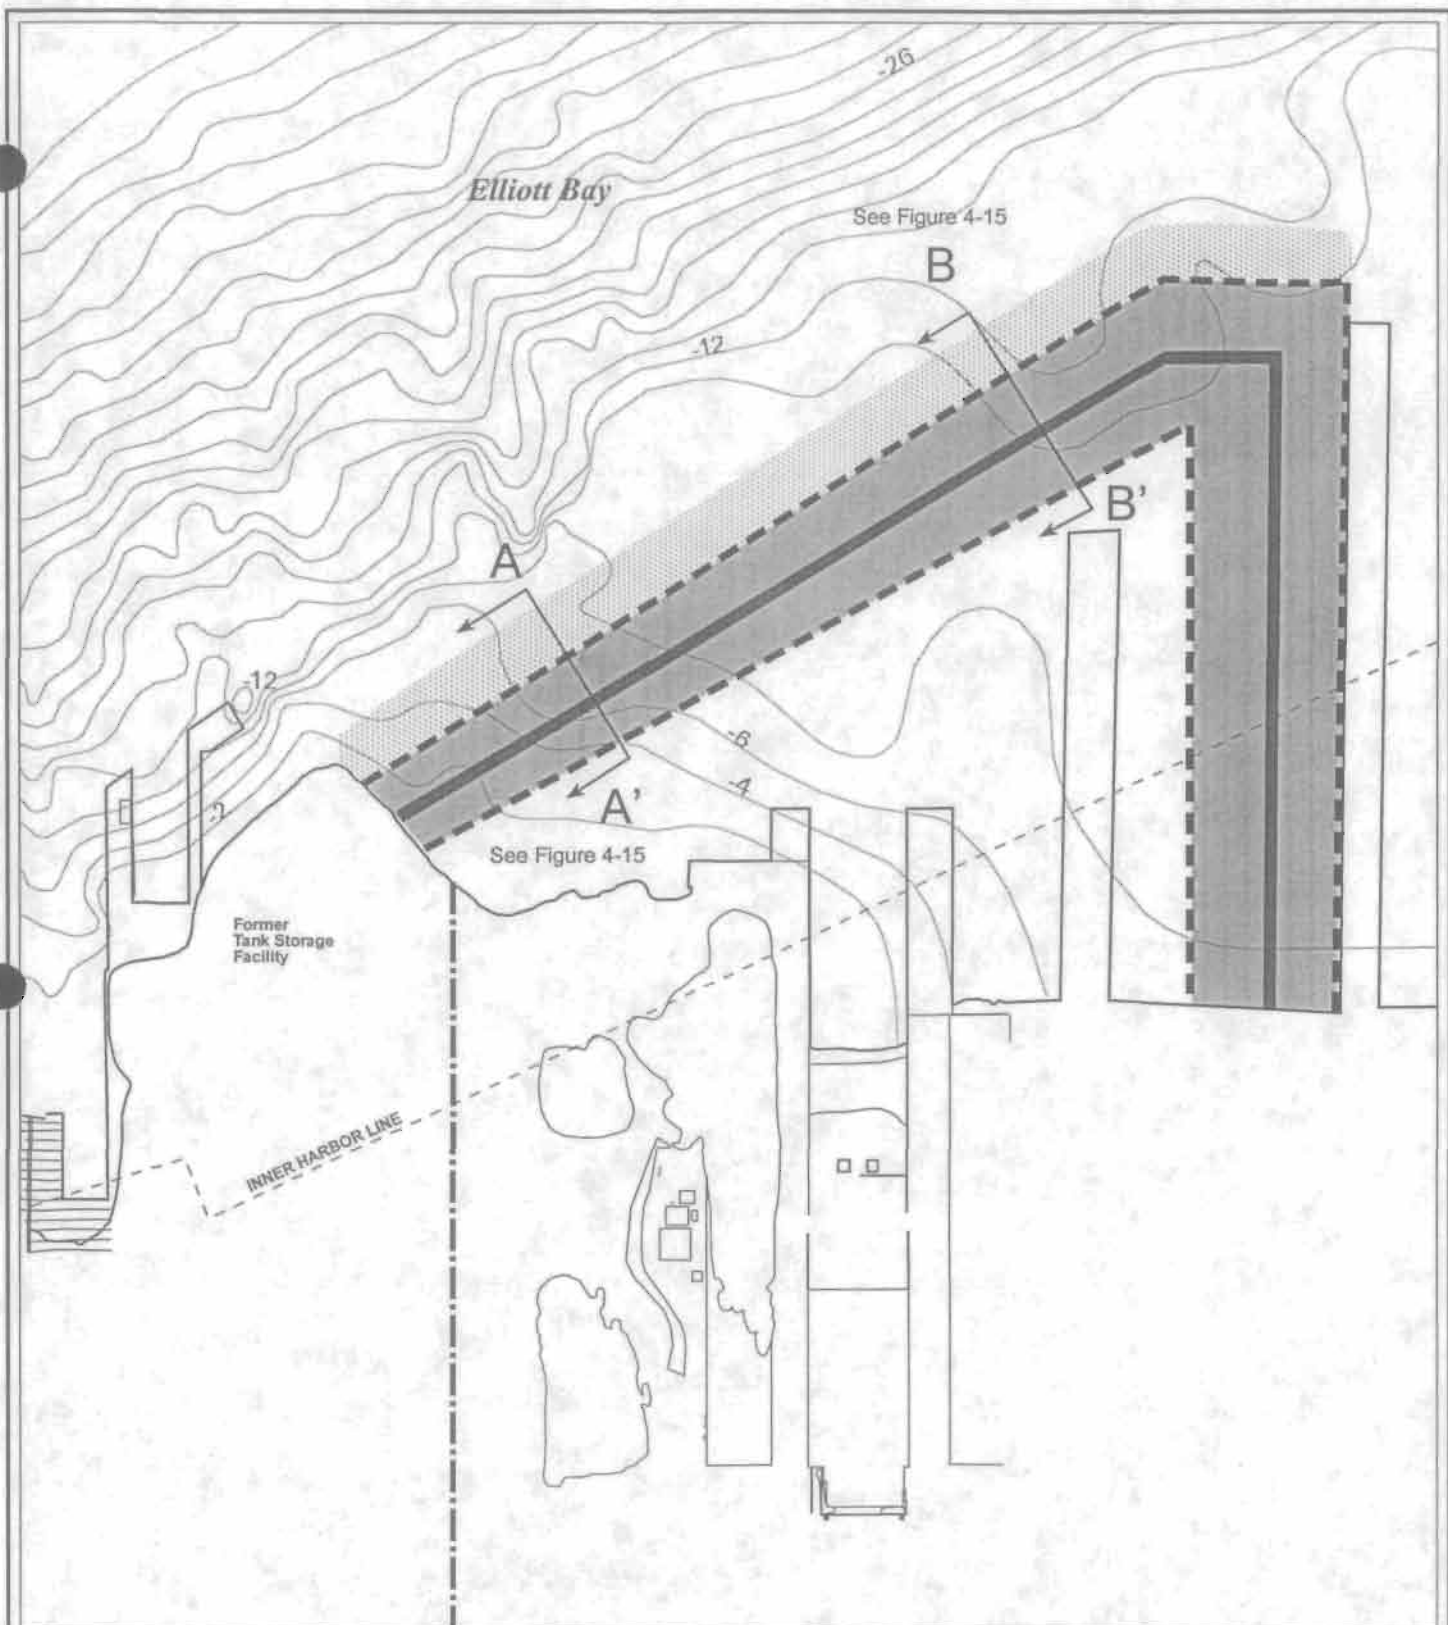 -26
Elliott Bay
See Figure 4-15
B
-12
B'
A
-12
-6
-4
-2
A'
See Figure 4-15
Former
Tank Storage
Facility
INNER HARBOR LINE